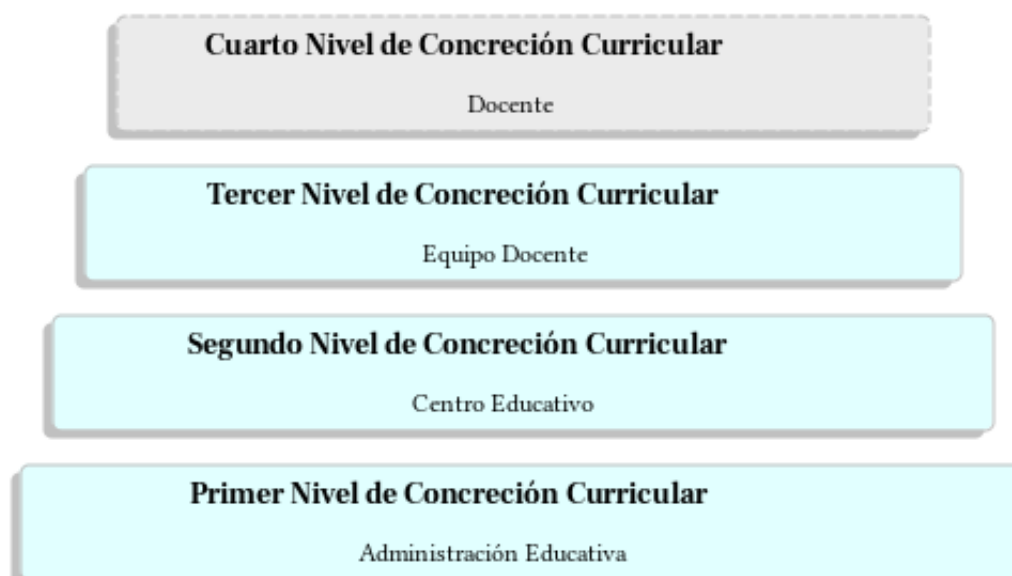 Cuarto Nivel de Concreción Curricular
Docente
Tercer Nivel de Concreción Curricular
Equipo Docente
Segundo Nivel de Concreción Curricular
Centro Educativo
Primer Nivel de Concreción Curricular
Administración Educativa